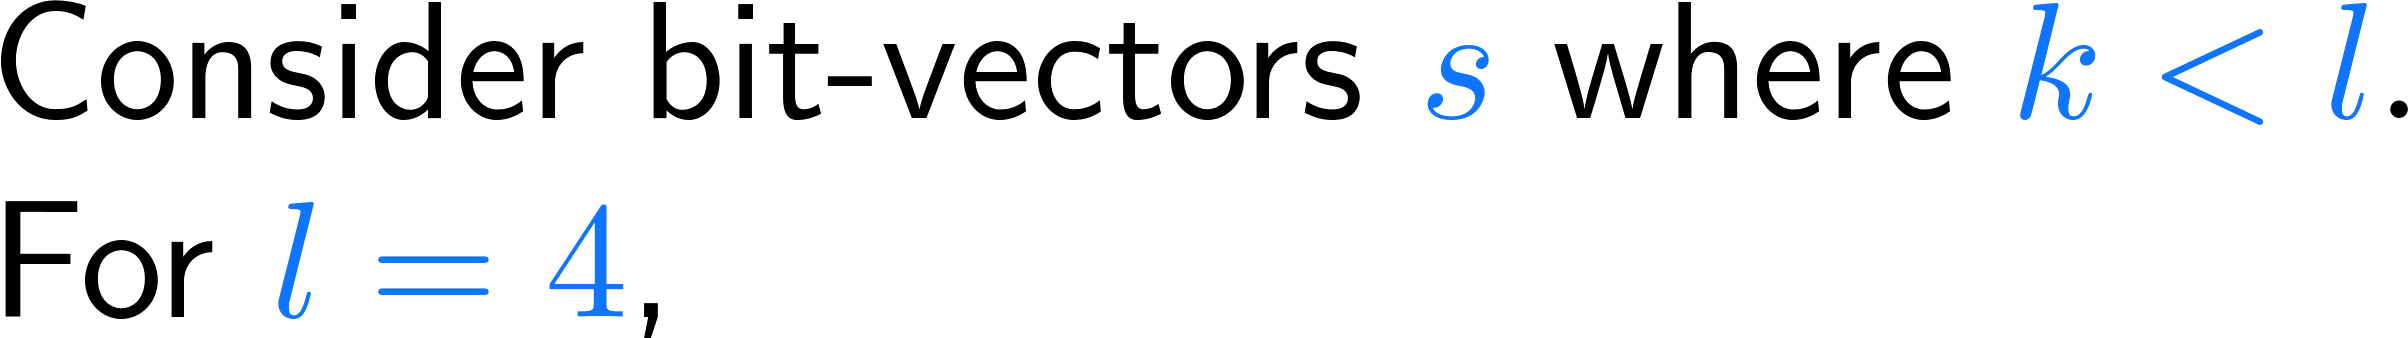 Consider bit-vectors s where k < l.
For l = 4,